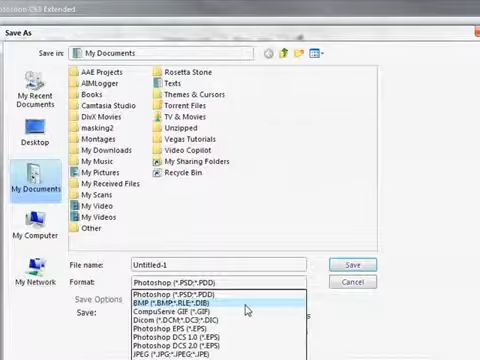 otoshop CS3 Extended
Save As
Save in:
My Documents
AAE Projects
AIMLogger
Books
Camtasia Studio
DivX Movies
masking2
Montages
My Downloads
My Music
My Pictures
My Received Files
My Scans
My Video
My Videos
Other
Rosetta Stone
Texts
Themes & Cursors
Torrent Files
TV & Movies
Unzipped
Vegas Tutorials
Video Copilot
My Sharing Folders
Recycle Bin
My Recent
Documents
Desktop
My Documents
My Computer
My Network
File name:
Untitled-1
Save
Format:
Photoshop (*.PSD;*.PDD)
Cancel
Save Options
Save:
Photoshop (*.PSD;*.PDD)
BMP (*.BMP;*.RLE;*.DIB)
CompuServe GIF (*.GIF)
Dicom (*.DCM;*.DC3;*.DIC)
Photoshop EPS (*.EPS)
Photoshop DCS 1.0 (*.EPS)
Photoshop DCS 2.0 (*.EPS)
JPEG (*.JPG;*.JPEG;*.JPE)